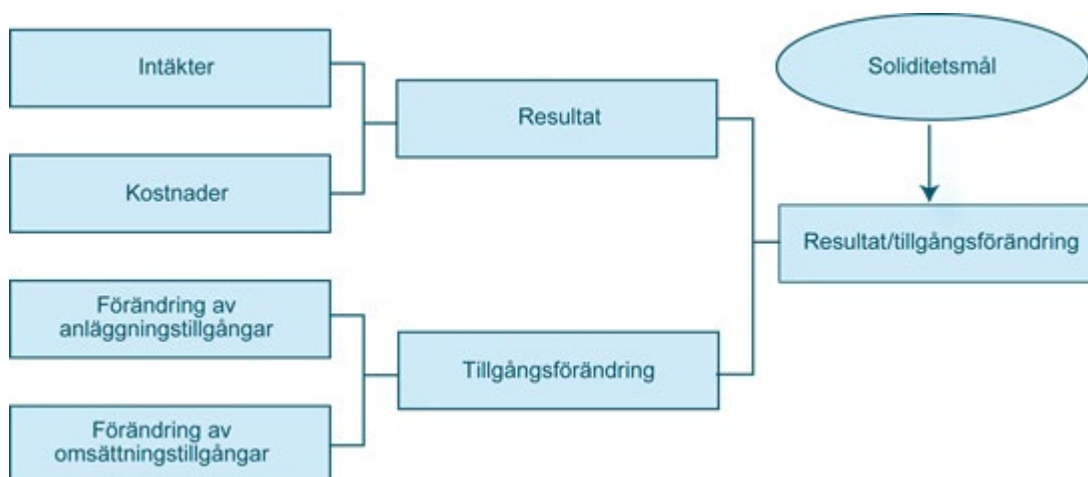 Intäkter
Kostnader
Förändring av
anläggningstillgångar
Förändring av
omsättningstillgångar
Resultat
Tillgångsförändring
Soliditetsmål
Resultat/tillgångsförändring